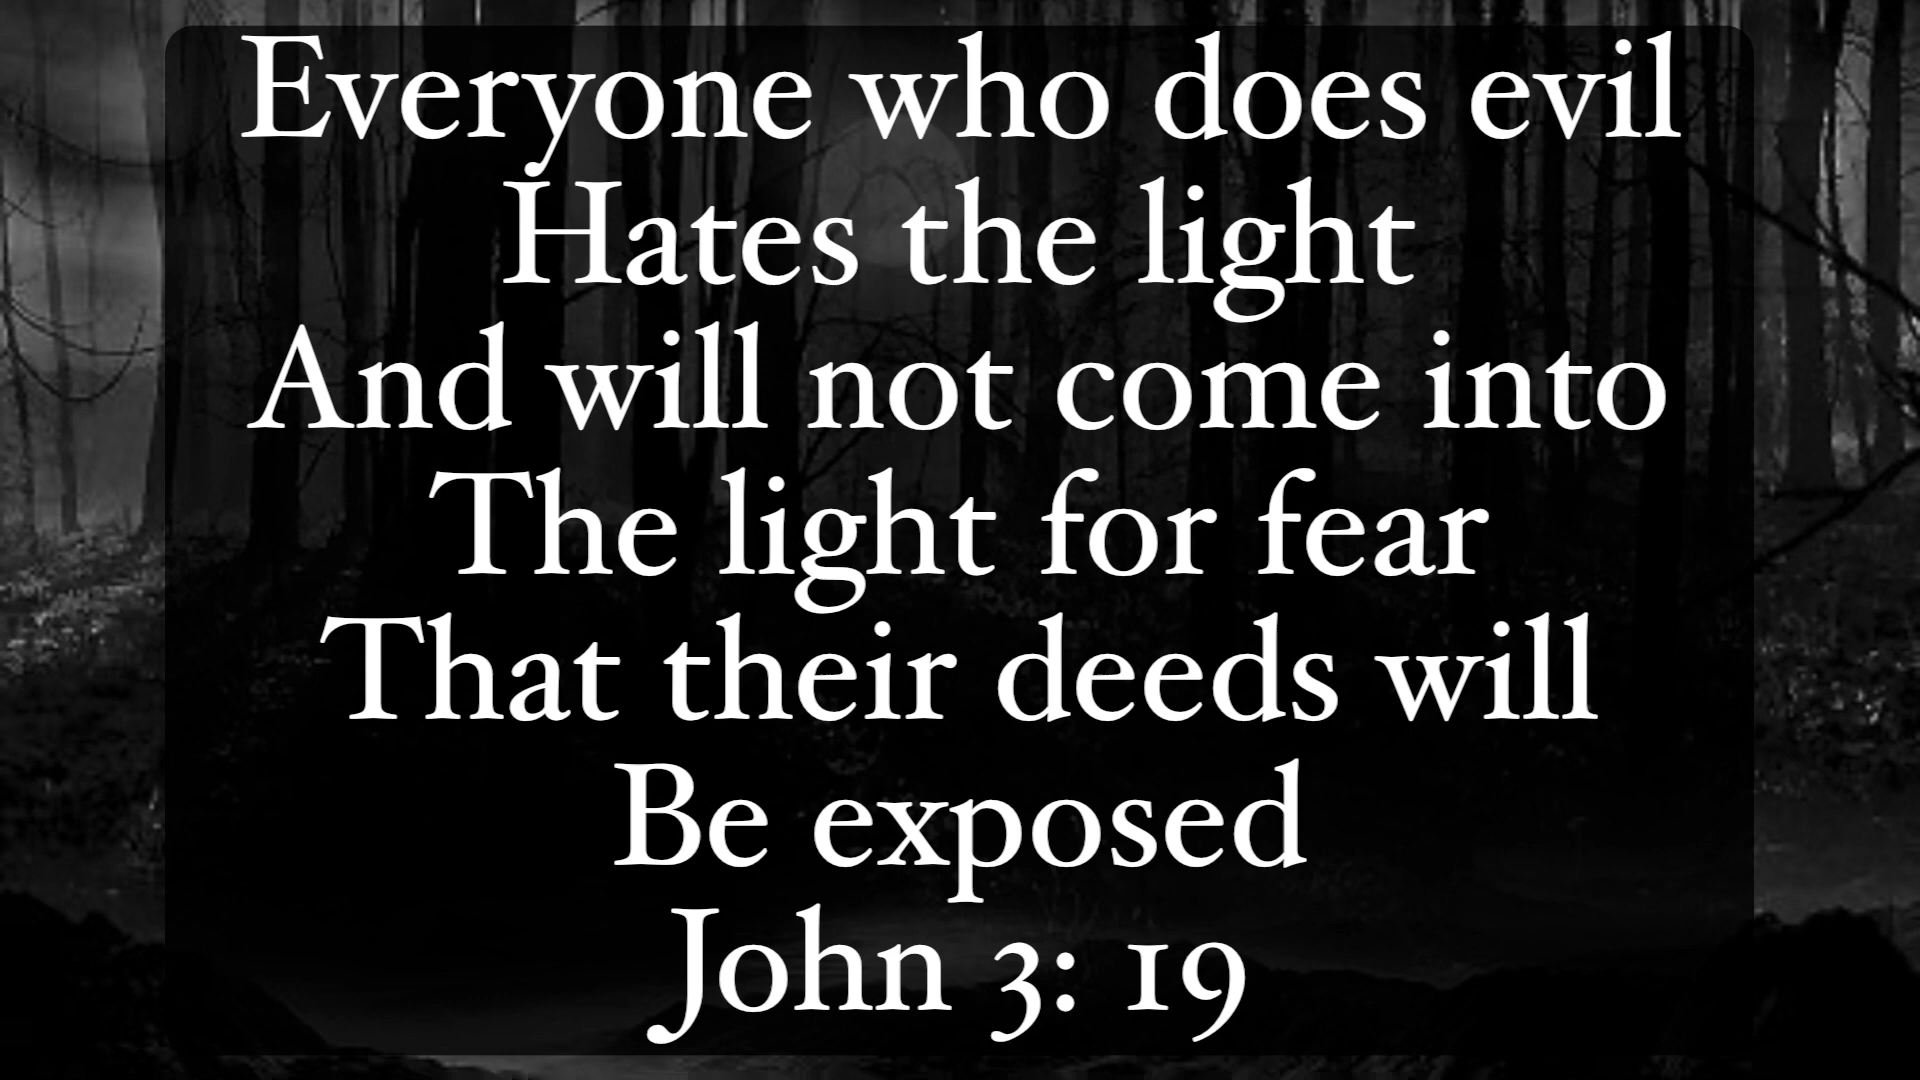 Everyone who does evil
Hates the light
And will not come into
The light for fear
That their deeds will
Be exposed
John 3: 19